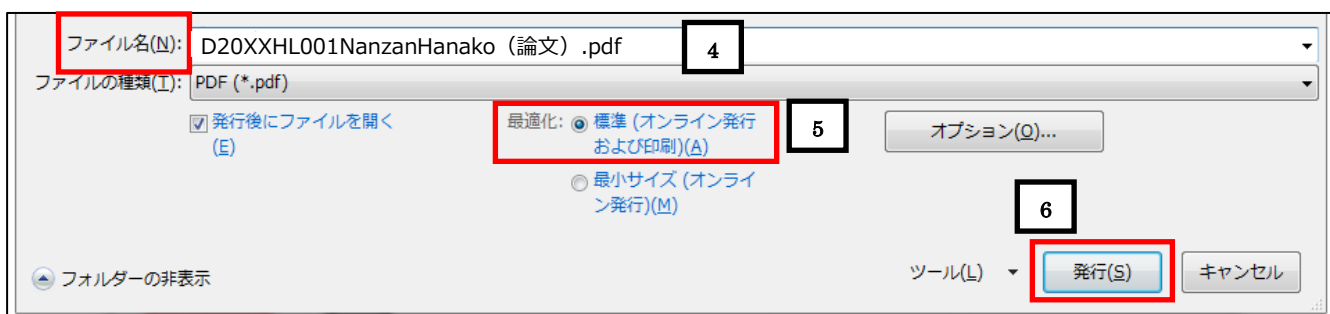 ファイル名(N): D20XXHL001NanzanHanako（論文）.pdf 4
ファイルの種類(T): PDF (*.pdf)
発行後にファイルを開く
(E)
最適化: 標準 (オンライン発行
および印刷)(A)
5
オプション(O)...
最小サイズ (オンライ
ン発行)(M)
6
フォルダーの非表示
ツール(L) 発行(S) キャンセル